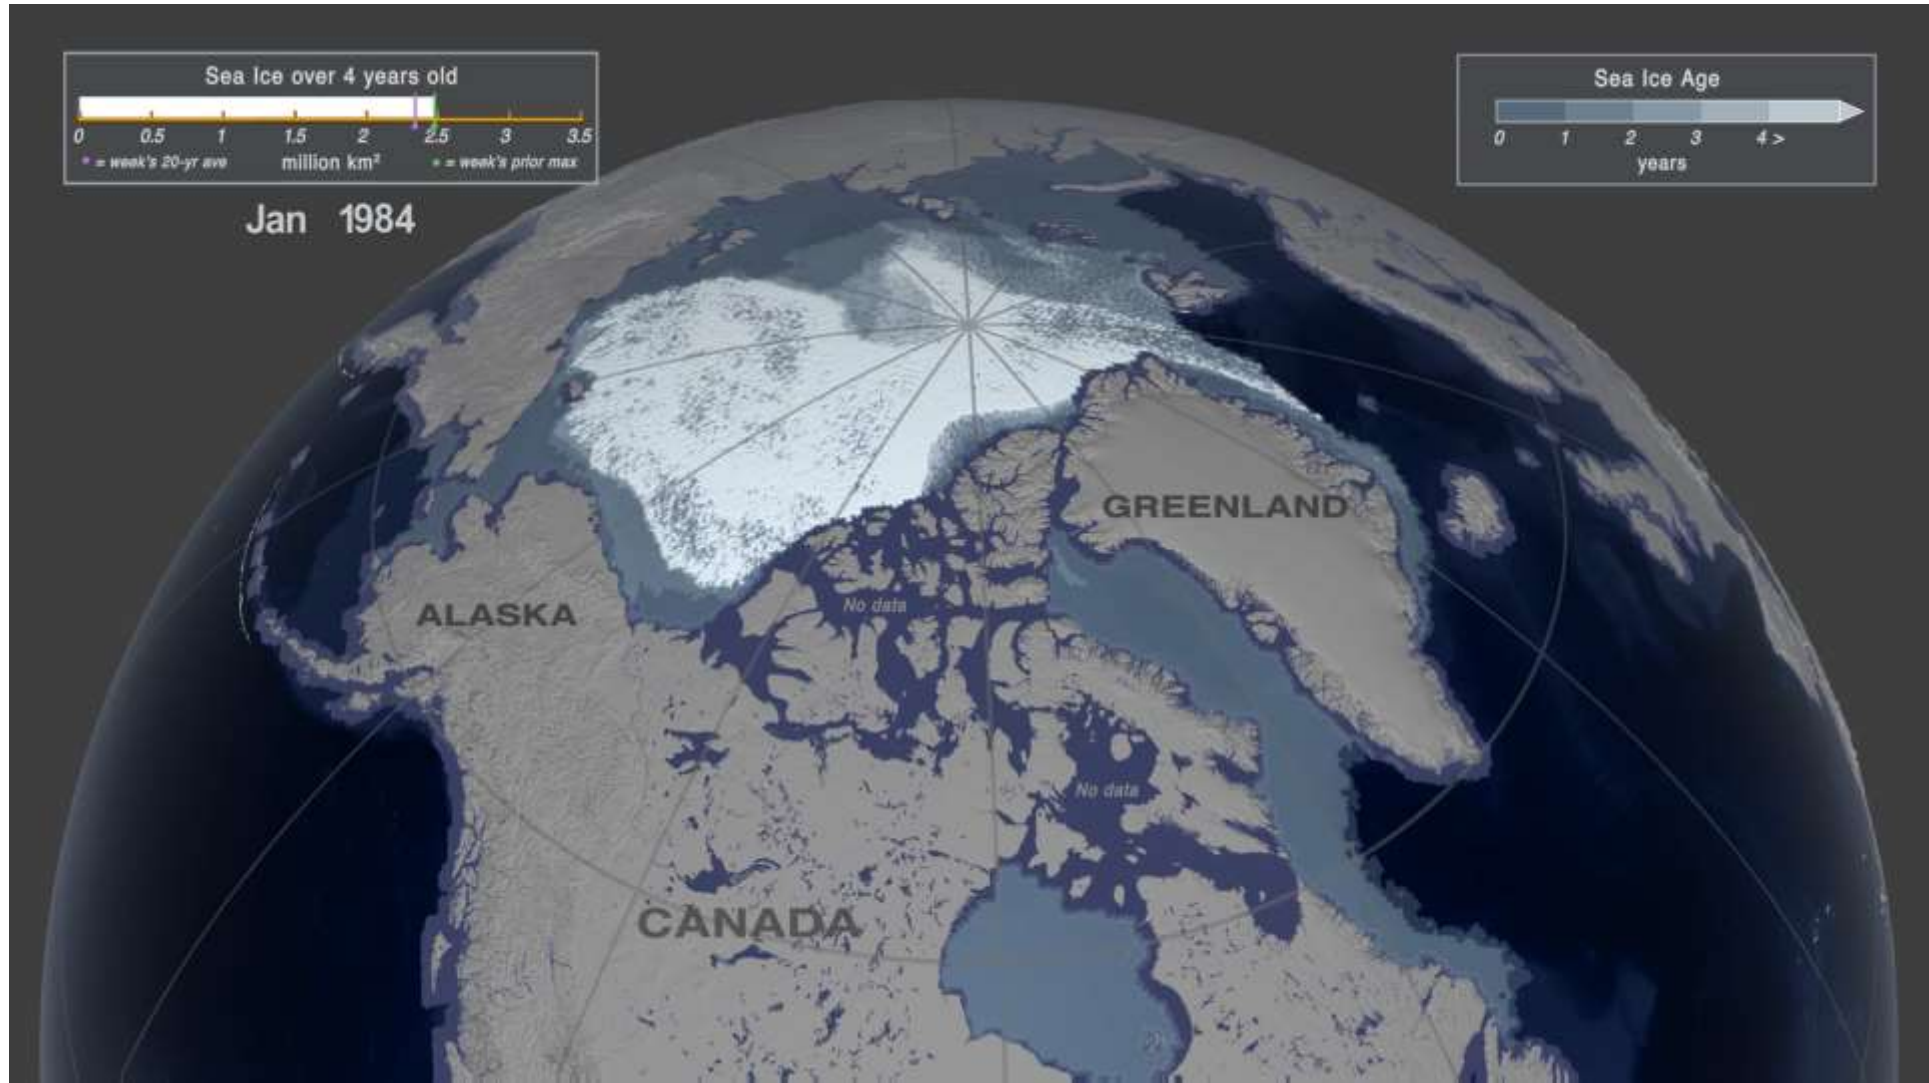 Sea Ice over 4 years old
0 0.5 1 1.5 2 2.5 3 3.5
= week's 20-yr ave million km² = week's prior max
Jan 1984
Sea Ice Age
0 1 2 3 4 >
years
GREENLAND
ALASKA
No data
No data
CANADA